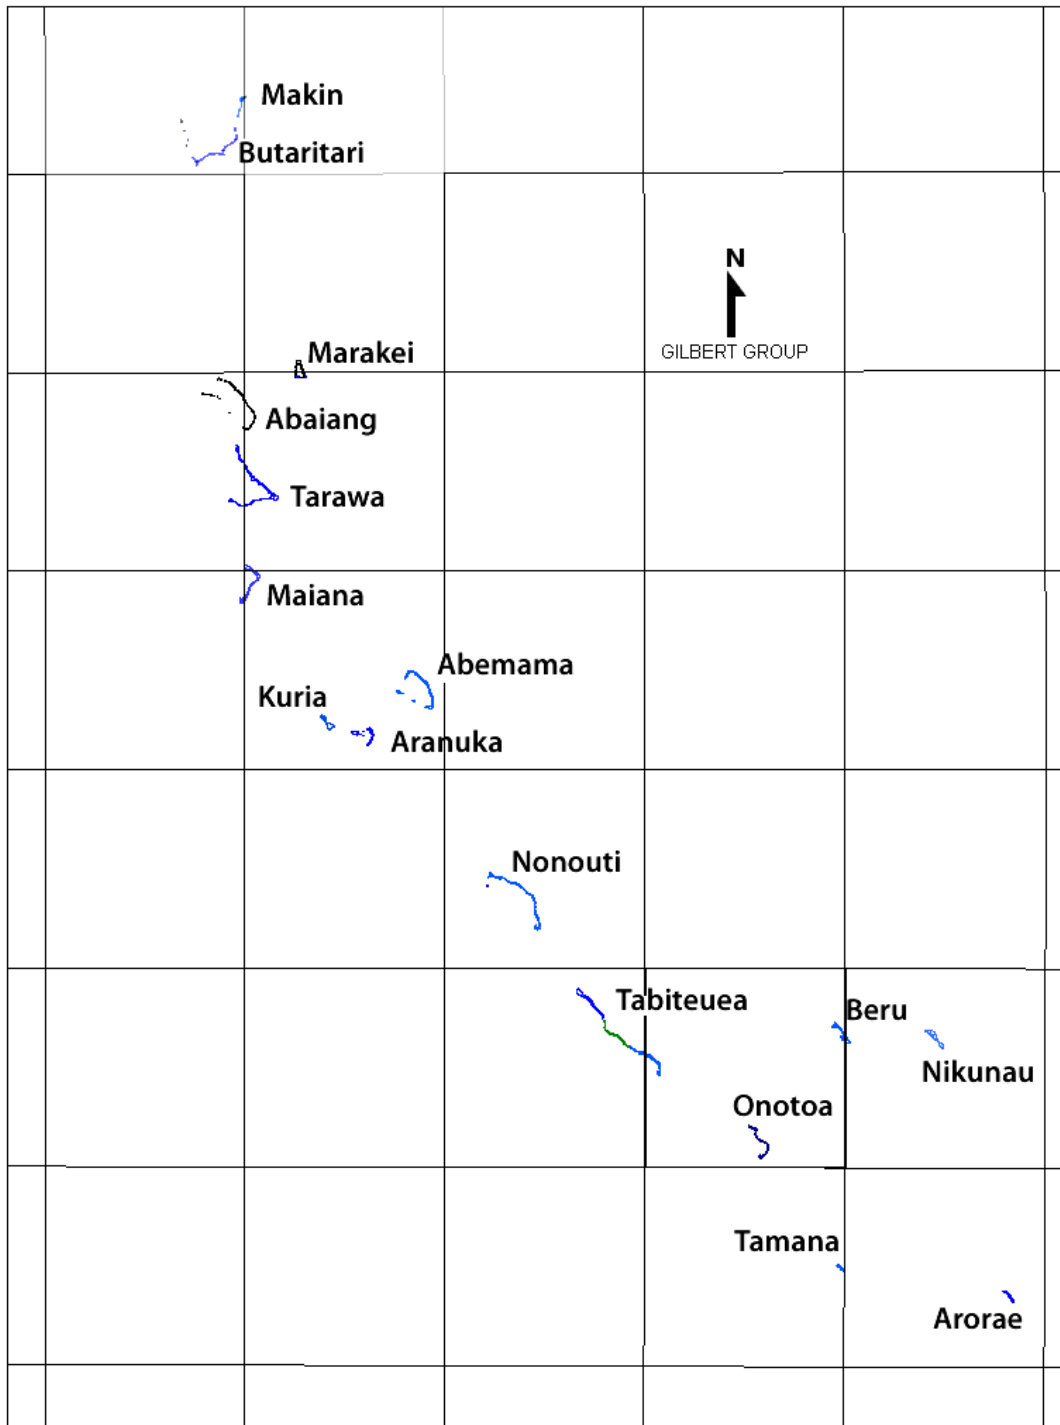 Makin
Butaritari
N
GILBERT GROUP
Marakei
Abaiang
Tarawa
Maiana
Abemama
Kuria
Aranuka
Nonouti
Tabiteuea
Beru
Nikunau
Onotoa
Tamana
Arorae